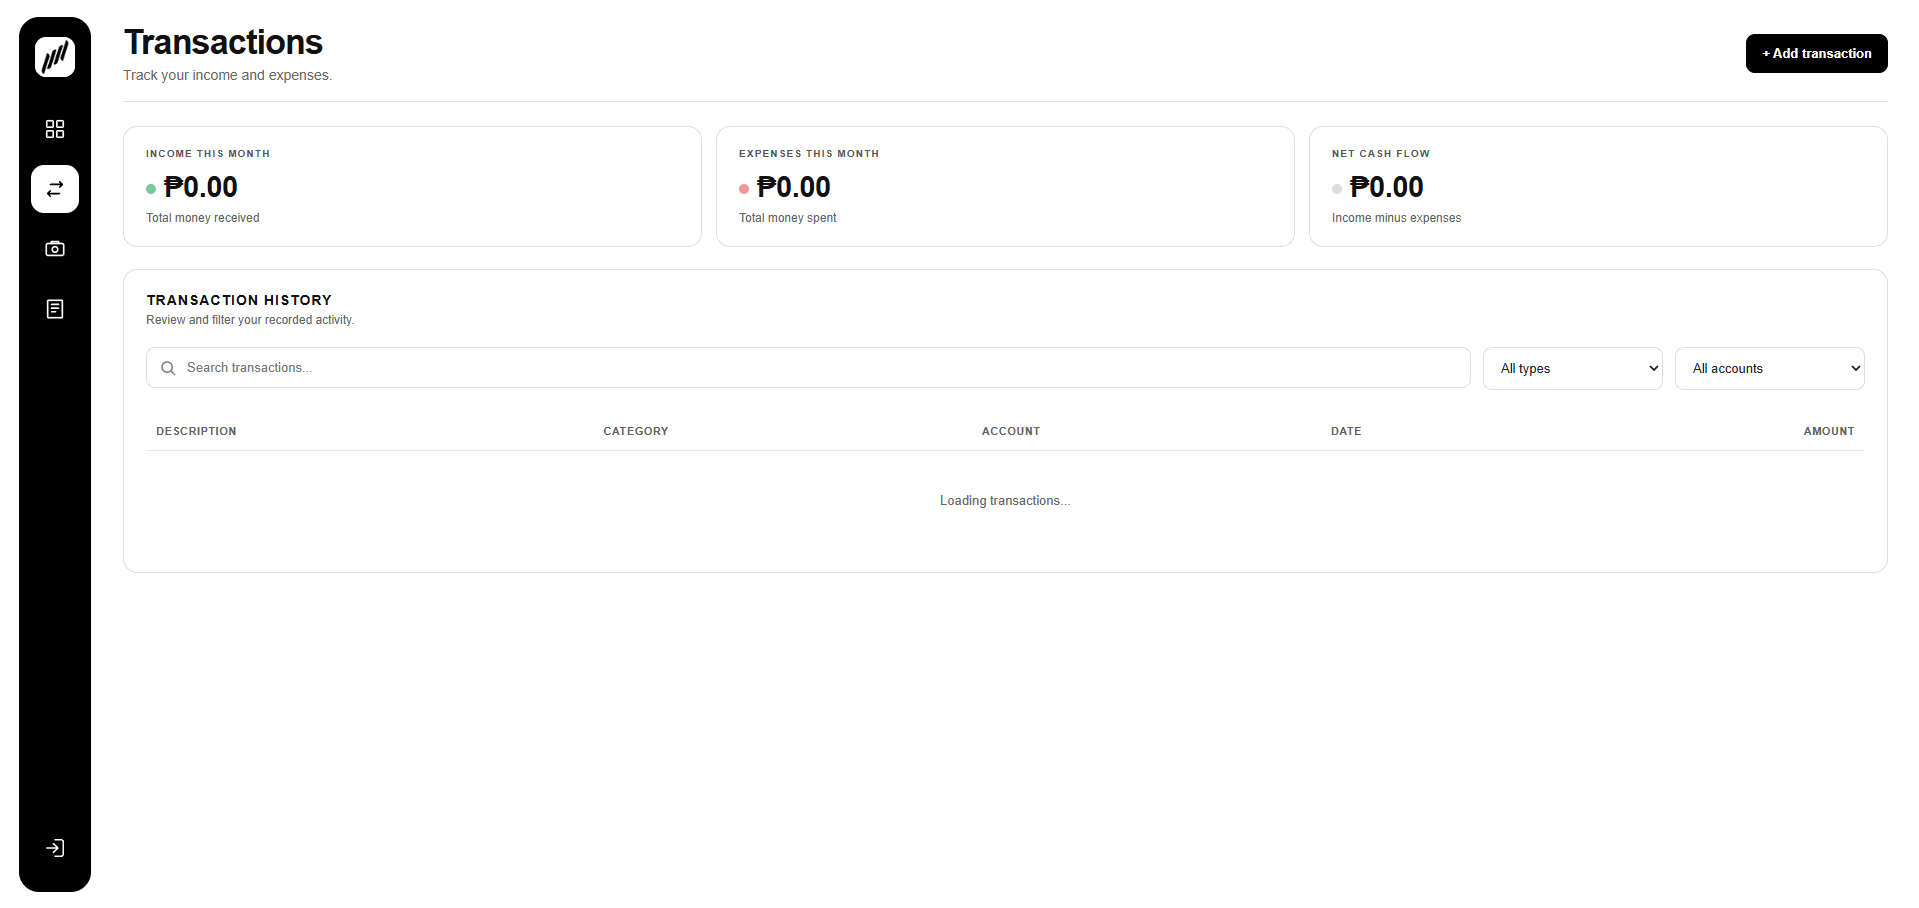 Transactions
Track your income and expenses.
+ Add transaction
INCOME THIS MONTH
₱0.00
Total money received
EXPENSES THIS MONTH
₱0.00
Total money spent
NET CASH FLOW
₱0.00
Income minus expenses
TRANSACTION HISTORY
Review and filter your recorded activity.
Search transactions...
All types
All accounts
DESCRIPTION CATEGORY ACCOUNT DATE AMOUNT
Loading transactions...